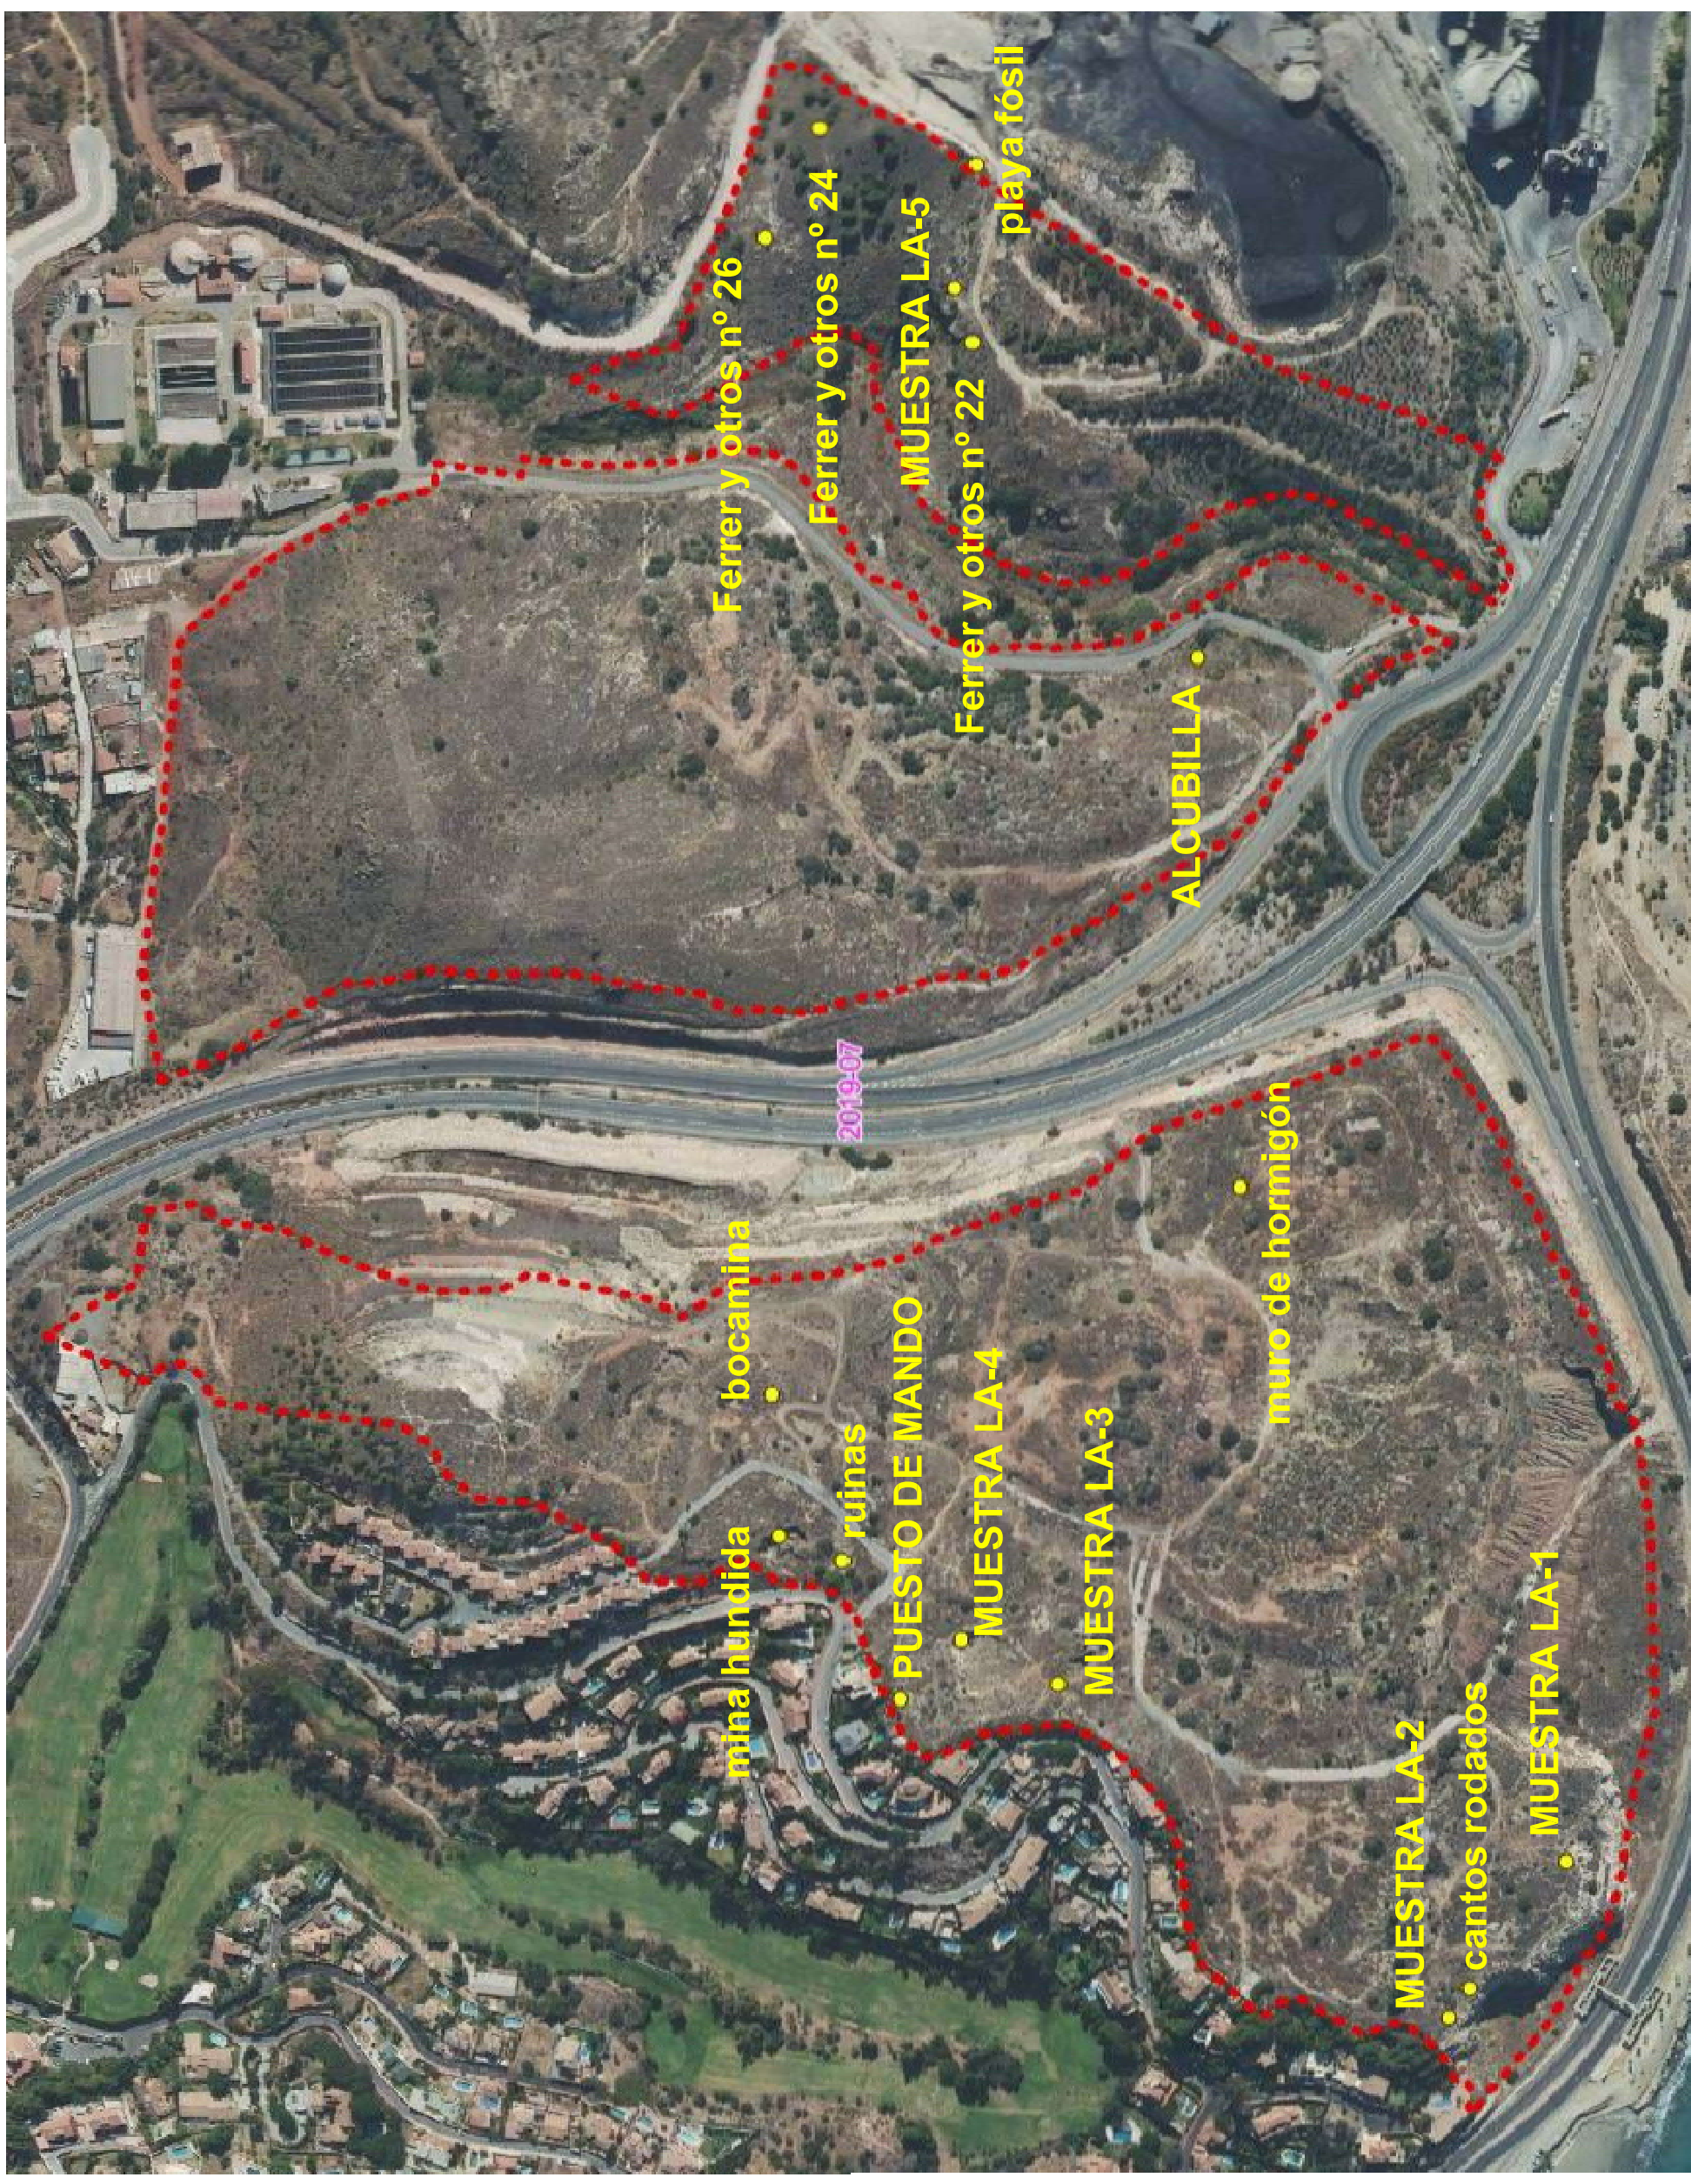 Ferrer y otros nº 26
Ferrer y otros nº 24
MUESTRA LA-5
Ferrer y otros nº 22
playa fósil
ALCUBILLA
2019-07
bocamina
mina hundida
ruinas
PUESTO DE MANDO
MUESTRA LA-4
MUESTRA LA-3
muro de hormigón
MUESTRA LA-2
cantos rodados
MUESTRA LA-1